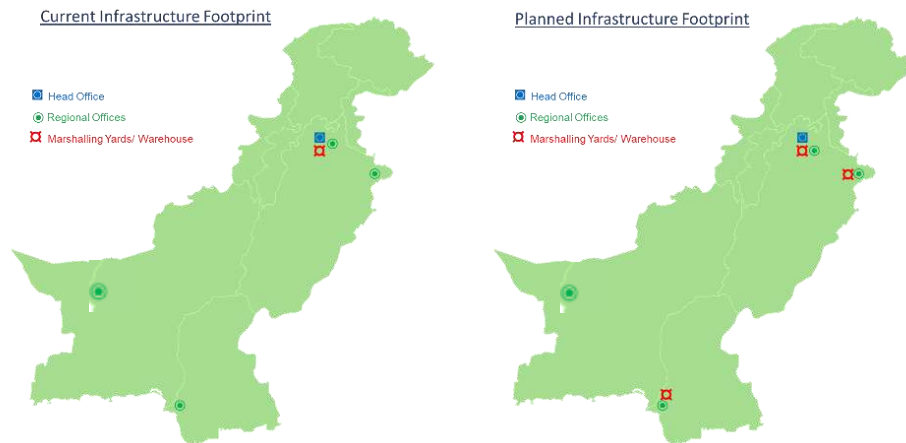 Current Infrastructure Footprint
Head Office
Regional Offices
Marshalling Yards/ Warehouse
Planned Infrastructure Footprint
Head Office
Regional Offices
Marshalling Yards/ Warehouse